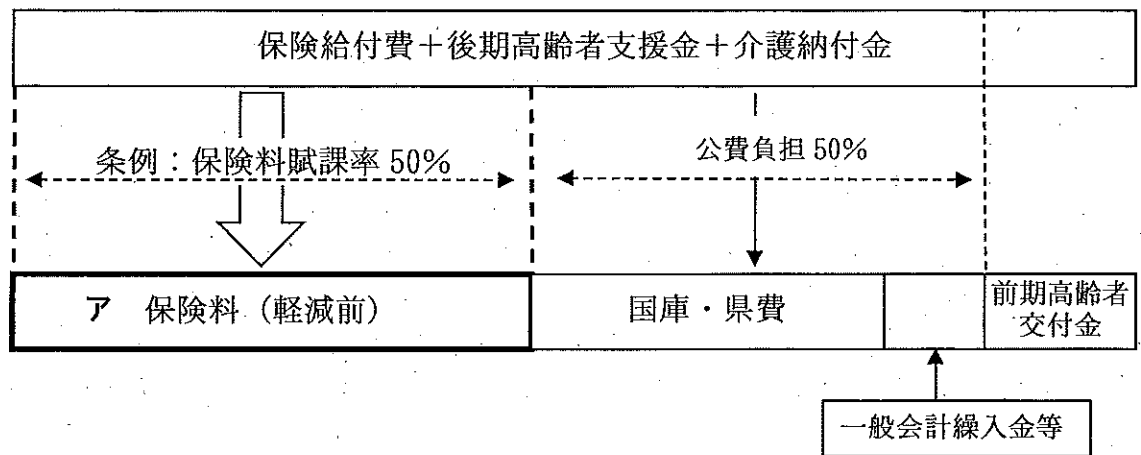 保険給付費＋後期高齢者支援金＋介護納付金
条例：保険料賦課率 50%
公費負担 50%
ア 保険料（軽減前）
国庫・県費
前期高齢者
交付金
一般会計繰入金等